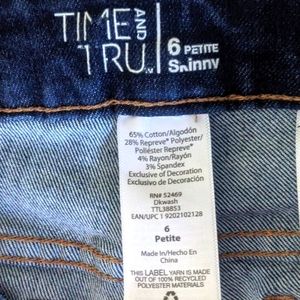 TIME AND TRU
6 PETITE
Skinny
65% Cotton/Algodón
28% Repreve® Polyester/
Poliéster Repreve®
4% Rayon/Rayón
3% Spandex
Exclusive of Decoration
Exclusivo de Decoración
RN# 52469
Dkwash
TTL38853
EAN/UPC 1 9202102128
6
Petite
Made in/Hecho En
China
THIS LABEL YARN IS MADE
OUT OF 100% RECYCLED
POLYESTER MATERIALS